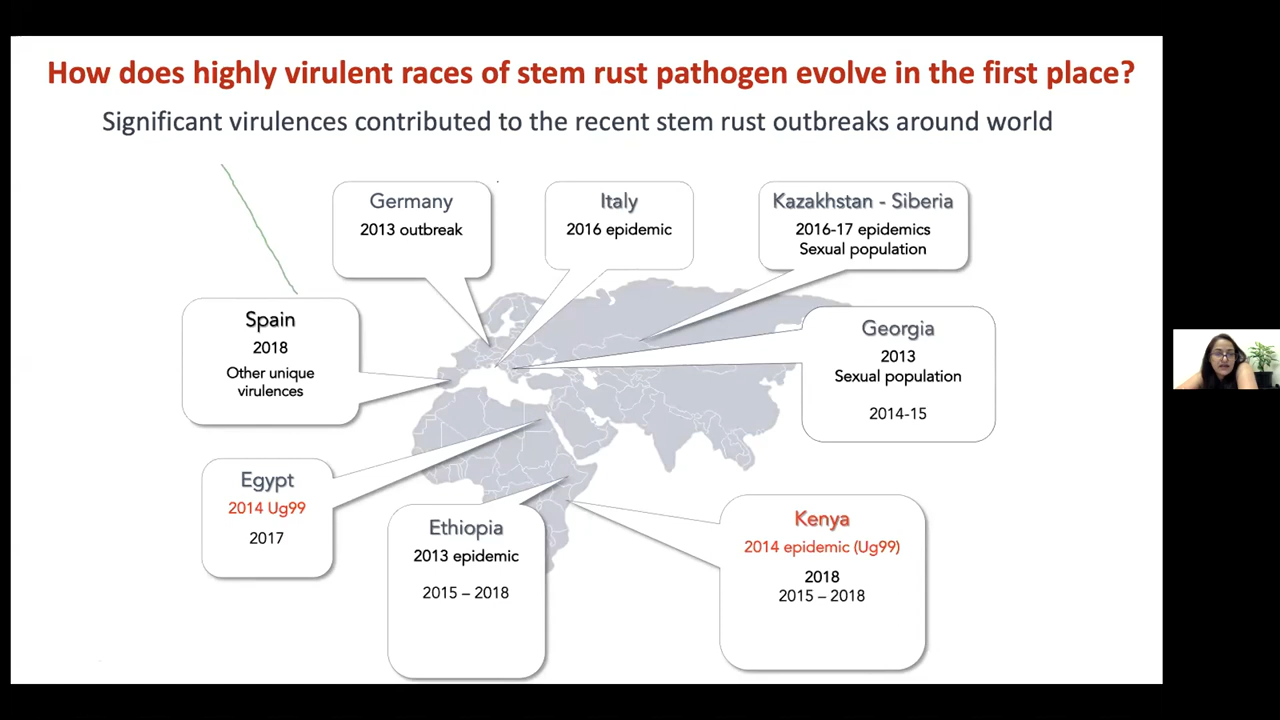 How does highly virulent races of stem rust pathogen evolve in the first place?
Significant virulences contributed to the recent stem rust outbreaks around world
Germany
2013 outbreak
Italy
2016 epidemic
Kazakhstan - Siberia
2016-17 epidemics
Sexual population
Spain
2018
Other unique
virulences
Georgia
2013
Sexual population
2014-15
Egypt
2014 Ug99
2017
Ethiopia
2013 epidemic
2015 – 2018
Kenya
2014 epidemic (Ug99)
2018
2015 – 2018